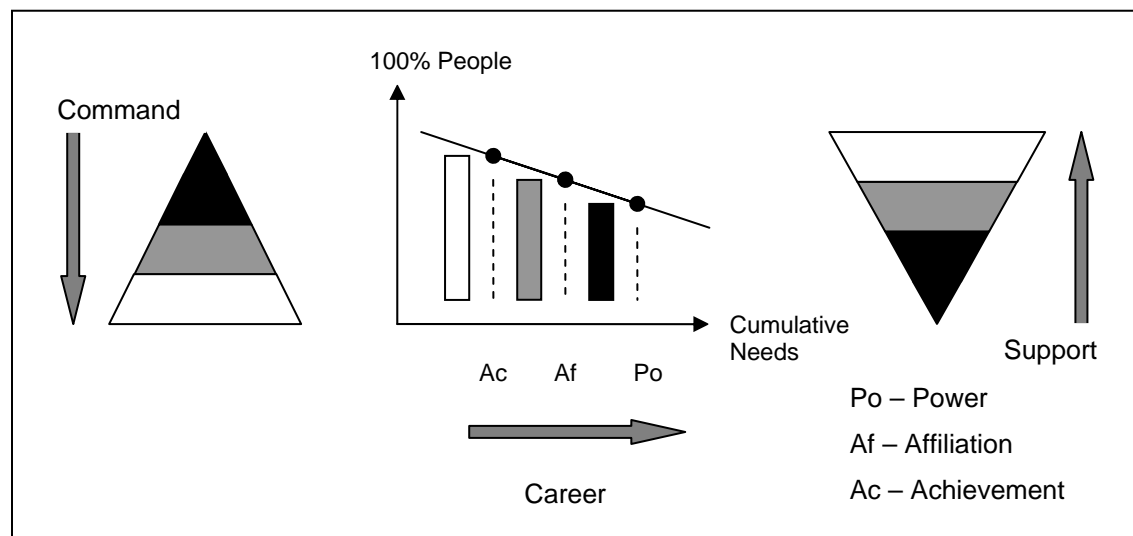 100% People
Command
Cumulative
Needs
Support
Ac Af Po
Career
Po – Power
Af – Affiliation
Ac – Achievement